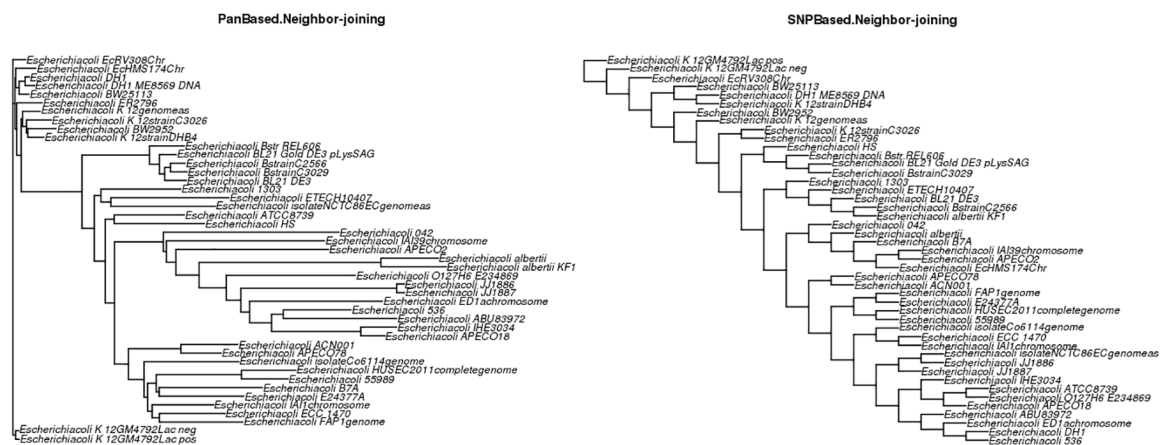 PanBased.Neighbor-joining
Escherichiacoli EcRV308Chr
Escherichiacoli EcHMS174Chr
Escherichiacoli DH1
Escherichiacoli DH1 ME8569 DNA
Escherichiacoli BW25113
Escherichiacoli ER2796
Escherichiacoli K 12genomeas
Escherichiacoli K 12strainC3026
Escherichiacoli BW2952
Escherichiacoli K 12strainDHB4
Escherichiacoli Bstr REL606
Escherichiacoli BL21 Gold DE3 pLysSAG
Escherichiacoli BstrainC2566
Escherichiacoli BstrainC3029
Escherichiacoli BL21 DE3
Escherichiacoli 1303
Escherichiacoli ETECH10407
Escherichiacoli isolateNCTC86ECgenomeas
Escherichiacoli ATCC8739
Escherichiacoli HS
Escherichiacoli 042
Escherichiacoli IAI39chromosome
Escherichiacoli APECO2
Escherichiacoli albertii
Escherichiacoli albertii KF1
Escherichiacoli O127H6 E234869
Escherichiacoli JJ1886
Escherichiacoli JJ1887
Escherichiacoli ED1achromosome
Escherichiacoli 536
Escherichiacoli ABU83972
Escherichiacoli IHE3034
Escherichiacoli APECO18
Escherichiacoli ACN001
Escherichiacoli APECO78
Escherichiacoli isolateCo6114genome
Escherichiacoli HUSEC2011completegenome
Escherichiacoli 55989
Escherichiacoli B7A
Escherichiacoli E24377A
Escherichiacoli IAI1chromosome
Escherichiacoli ECC 1470
Escherichiacoli FAP1genome
Escherichiacoli K 12GM4792Lac neg
Escherichiacoli K 12GM4792Lac pos
SNPBased.Neighbor-joining
Escherichiacoli K 12GM4792Lac pos
Escherichiacoli K 12GM4792Lac neg
Escherichiacoli EcRV308Chr
Escherichiacoli BW25113
Escherichiacoli DH1 ME8569 DNA
Escherichiacoli K 12strainDHB4
Escherichiacoli BW2952
Escherichiacoli K 12genomeas
Escherichiacoli K 12strainC3026
Escherichiacoli ER2796
Escherichiacoli HS
Escherichiacoli Bstr REL606
Escherichiacoli BL21 Gold DE3 pLysSAG
Escherichiacoli BstrainC3029
Escherichiacoli 1303
Escherichiacoli ETECH10407
Escherichiacoli BL21 DE3
Escherichiacoli BstrainC2566
Escherichiacoli albertii KF1
Escherichiacoli 042
Escherichiacoli albertii
Escherichiacoli B7A
Escherichiacoli IAI39chromosome
Escherichiacoli APECO2
Escherichiacoli EcHMS174Chr
Escherichiacoli APECO78
Escherichiacoli ACN001
Escherichiacoli FAP1genome
Escherichiacoli E24377A
Escherichiacoli HUSEC2011completegenome
Escherichiacoli 55989
Escherichiacoli isolateCo6114genome
Escherichiacoli ECC 1470
Escherichiacoli IAI1chromosome
Escherichiacoli isolateNCTC86ECgenomeas
Escherichiacoli JJ1886
Escherichiacoli JJ1887
Escherichiacoli IHE3034
Escherichiacoli ATCC8739
Escherichiacoli O127H6 E234869
Escherichiacoli APECO18
Escherichiacoli ABU83972
Escherichiacoli ED1achromosome
Escherichiacoli DH1
Escherichiacoli 536